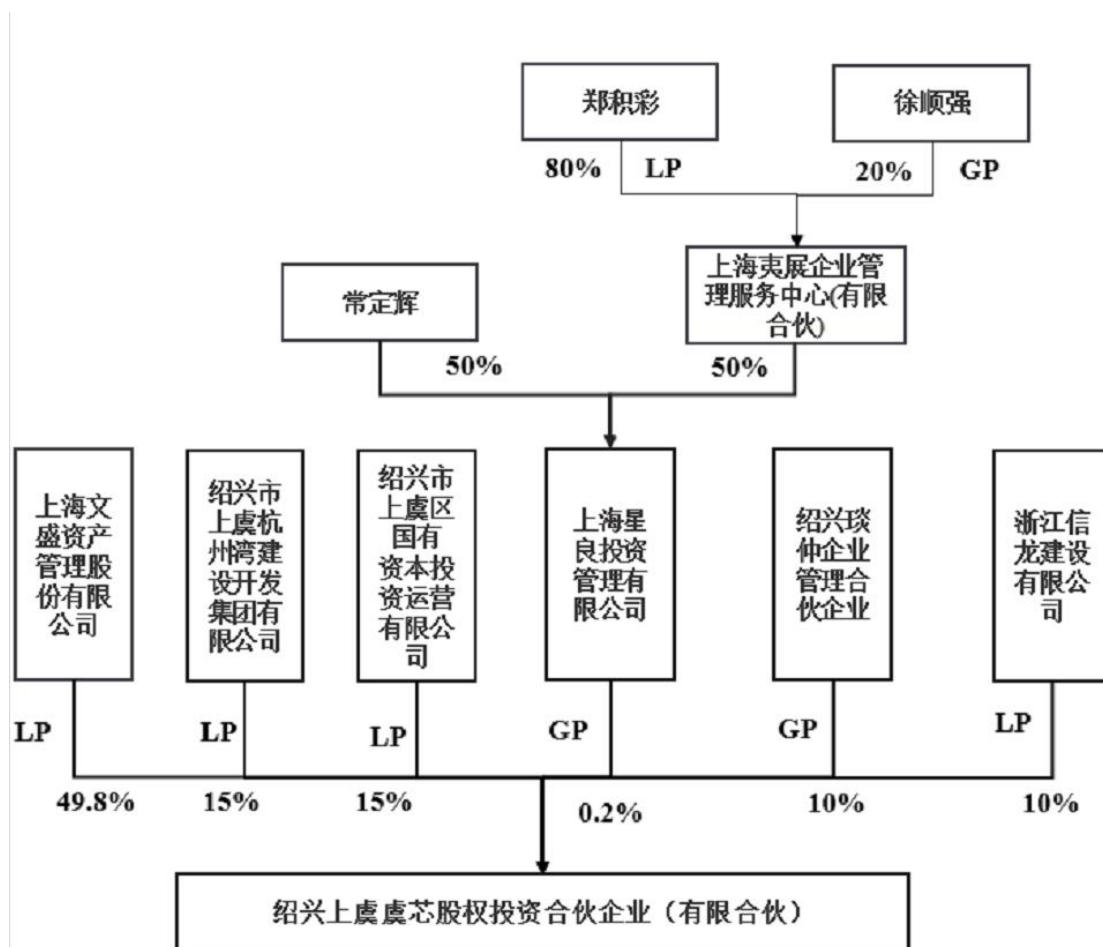 郑积彩
徐顺强
80%
LP
20%
GP
上海夷展企业管
理服务中心(有限
合伙)
常定辉
50%
50%
上海文
盛资产
管理股
份有限
公司
绍兴市
上虞杭
州湾建
设开发
集团有
限公司
绍兴市
上虞区
国有
资本投
资运营
有限公
司
上海星
良投资
管理有
限公司
绍兴琰
仲企业
管理合
伙企业
浙江信
龙建设
有限公
司
LP
LP
LP
GP
GP
LP
49.8%
15%
15%
0.2%
10%
10%
绍兴上虞虞芯股权投资合伙企业（有限合伙）